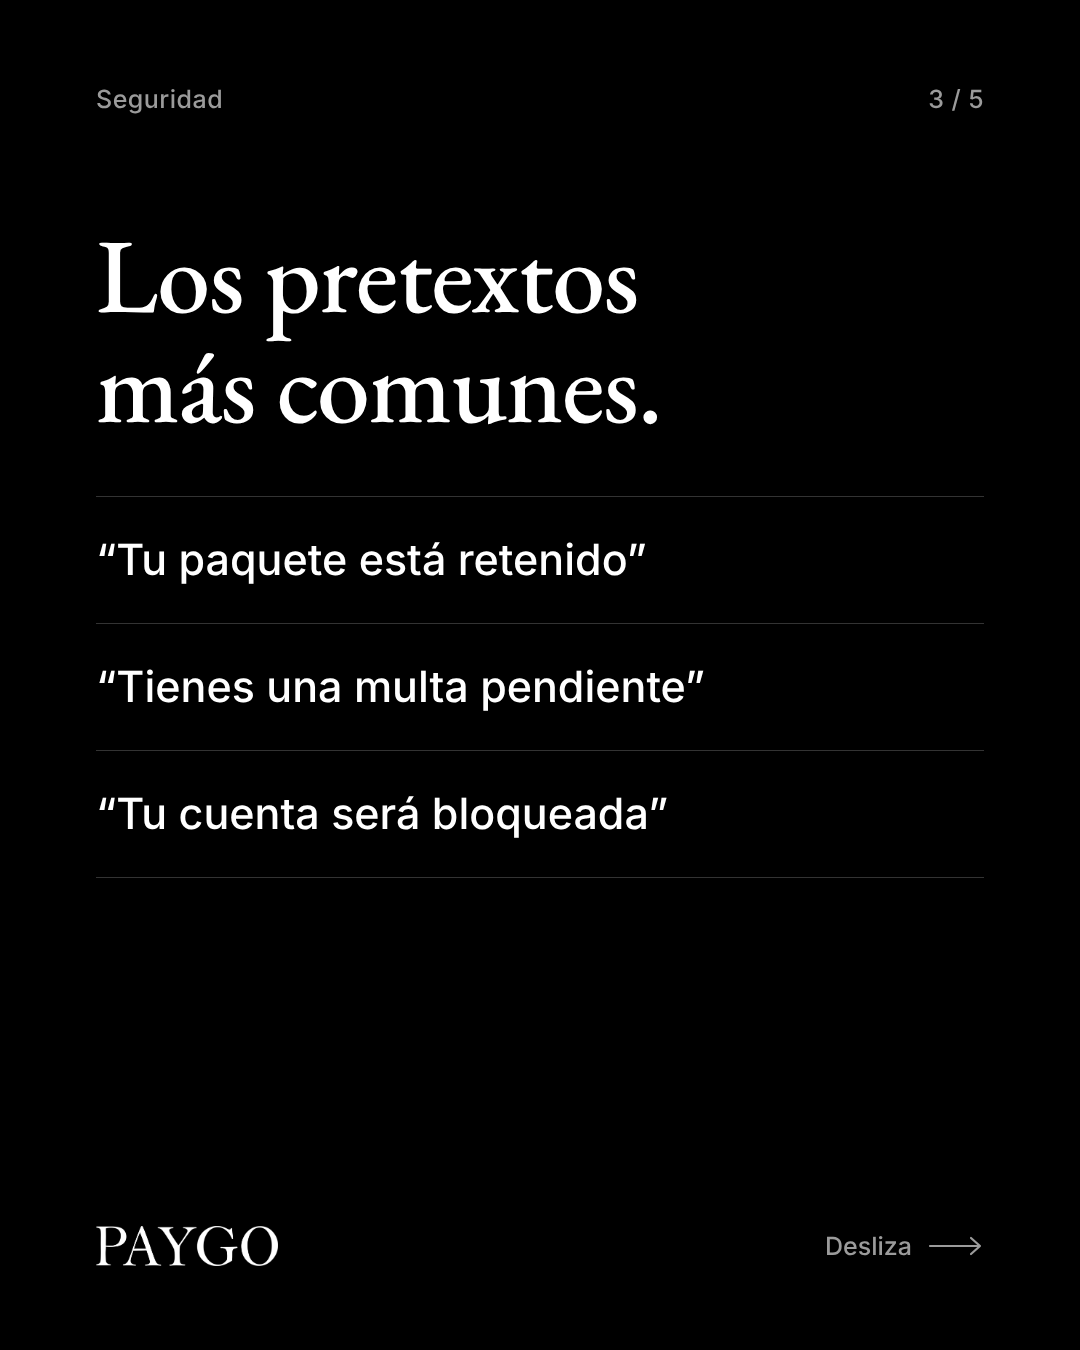 Seguridad
3 / 5
Los pretextos
más comunes.
“Tu paquete está retenido”
“Tienes una multa pendiente”
“Tu cuenta será bloqueada”
PAYGO
Desliza